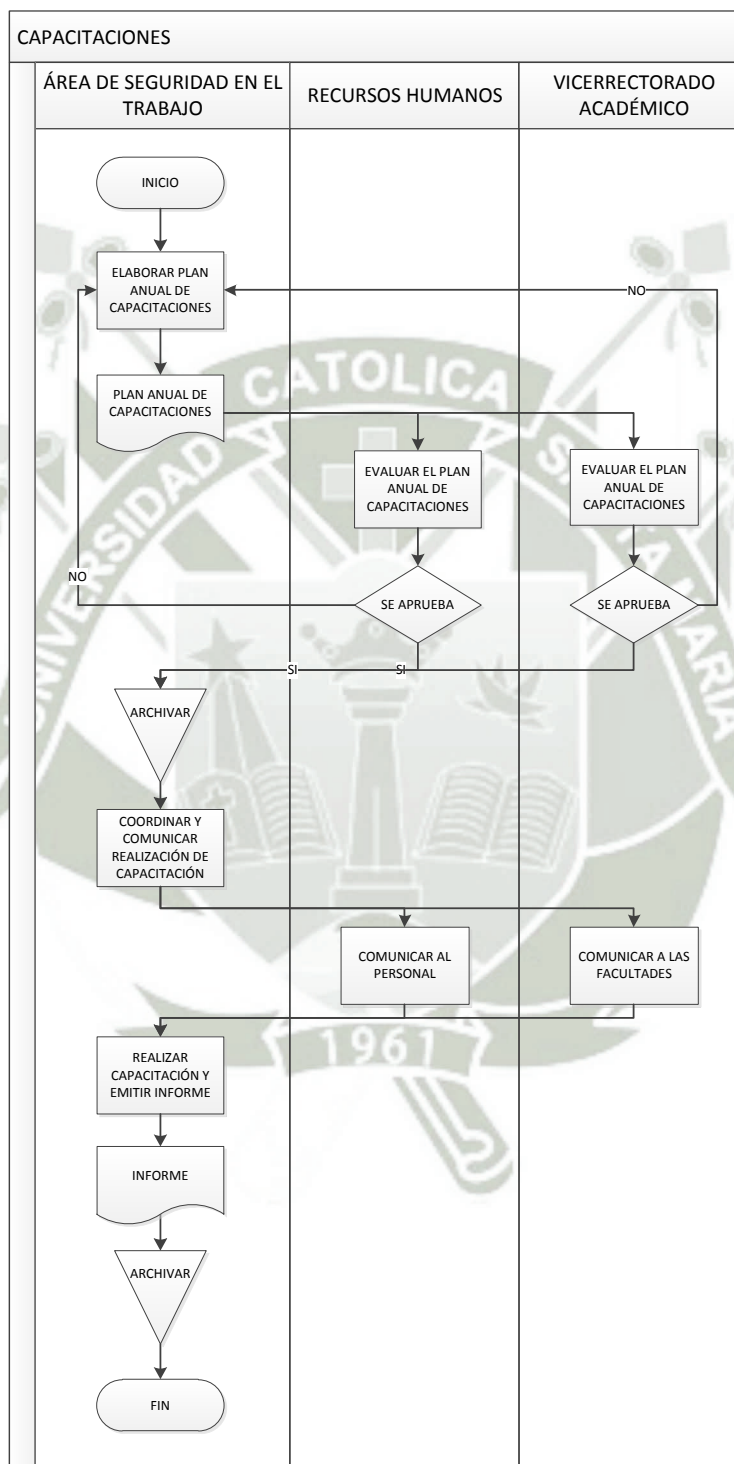 CAPACITACIONES
ÁREA DE SEGURIDAD EN EL
TRABAJO
RECURSOS HUMANOS
VICERRECTORADO
ACADÉMICO
INICIO
ELABORAR PLAN
ANUAL DE
CAPACITACIONES
NO
PLAN ANUAL DE
CAPACITACIONES
EVALUAR EL PLAN
ANUAL DE
CAPACITACIONES
EVALUAR EL PLAN
ANUAL DE
CAPACITACIONES
NO
SE APRUEBA
SE APRUEBA
SI
SI
ARCHIVAR
COORDINAR Y
COMUNICAR
REALIZACIÓN DE
CAPACITACIÓN
COMUNICAR AL
PERSONAL
COMUNICAR A LAS
FACULTADES
REALIZAR
CAPACITACIÓN Y
EMITIR INFORME
INFORME
ARCHIVAR
FIN
UNIVERSIDAD CATOLICA SANTA MARIA
1961